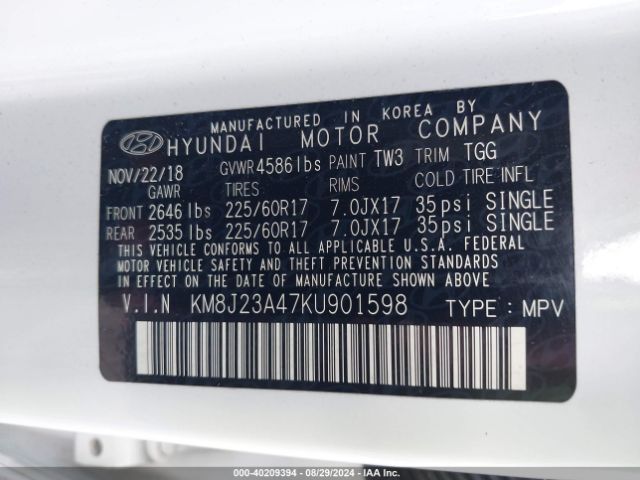 MANUFACTURED IN KOREA BY
HYUNDAI MOTOR COMPANY
NOV/22/18 GVWR 4586lbs PAINT TW3 TRIM TGG
GAWR TIRES RIMS COLD TIRE INFL
FRONT 2646 lbs 225/60R17 7.0JX17 35psi SINGLE
REAR 2535 lbs 225/60R17 7.0JX17 35psi SINGLE
THIS VEHICLE CONFORMS TO ALL APPLICABLE U.S.A. FEDERAL
MOTOR VEHICLE SAFETY AND THEFT PREVENTION STANDARDS
IN EFFECT ON THE DATE OF MANUFACTURE SHOWN ABOVE.
V.I.N KM8J23A47KU901598 TYPE : MPV
000-40209394 - 08/29/2024 - IAA Inc.